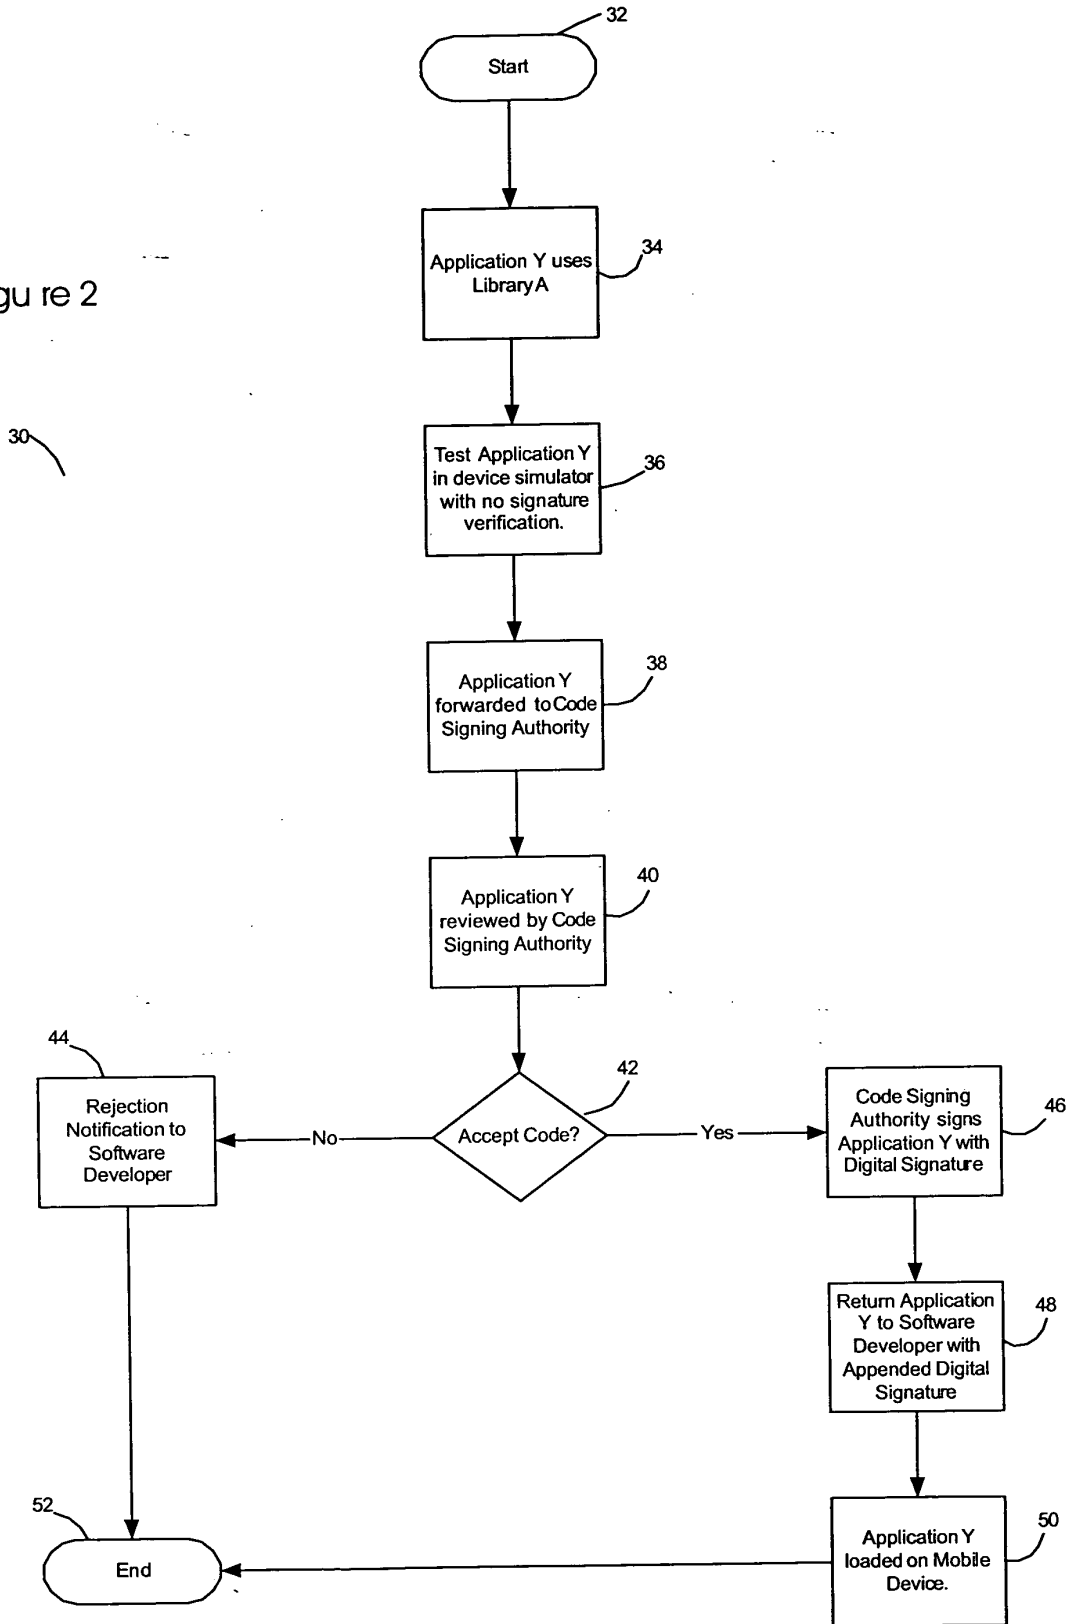 32
Start
34
Application Y uses
Library A
gu re 2
30
36
Test Application Y
in device simulator
with no signature
verification.
38
Application Y
forwarded to Code
Signing Authority
40
Application Y
reviewed by Code
Signing Authority
44
42
46
Rejection
Notification to
Software
Developer
No
Accept Code?
Yes
Code Signing
Authority signs
Application Y with
Digital Signature
48
Return Application
Y to Software
Developer with
Appended Digital
Signature
52
End
50
Application Y
loaded on Mobile
Device.